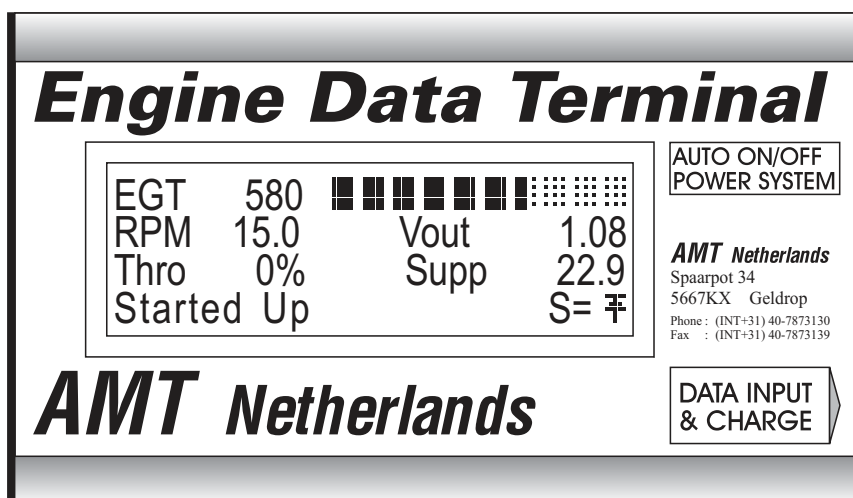 Engine Data Terminal
EGT 580
RPM 15.0 Vout 1.08
Thro 0% Supp 22.9
Started Up S=
AUTO ON/OFF
POWER SYSTEM
AMT Netherlands
Spaarpot 34
5667KX Geldrop
Phone : (INT+31) 40-7873130
Fax : (INT+31) 40-7873139
AMT Netherlands
DATA INPUT
& CHARGE